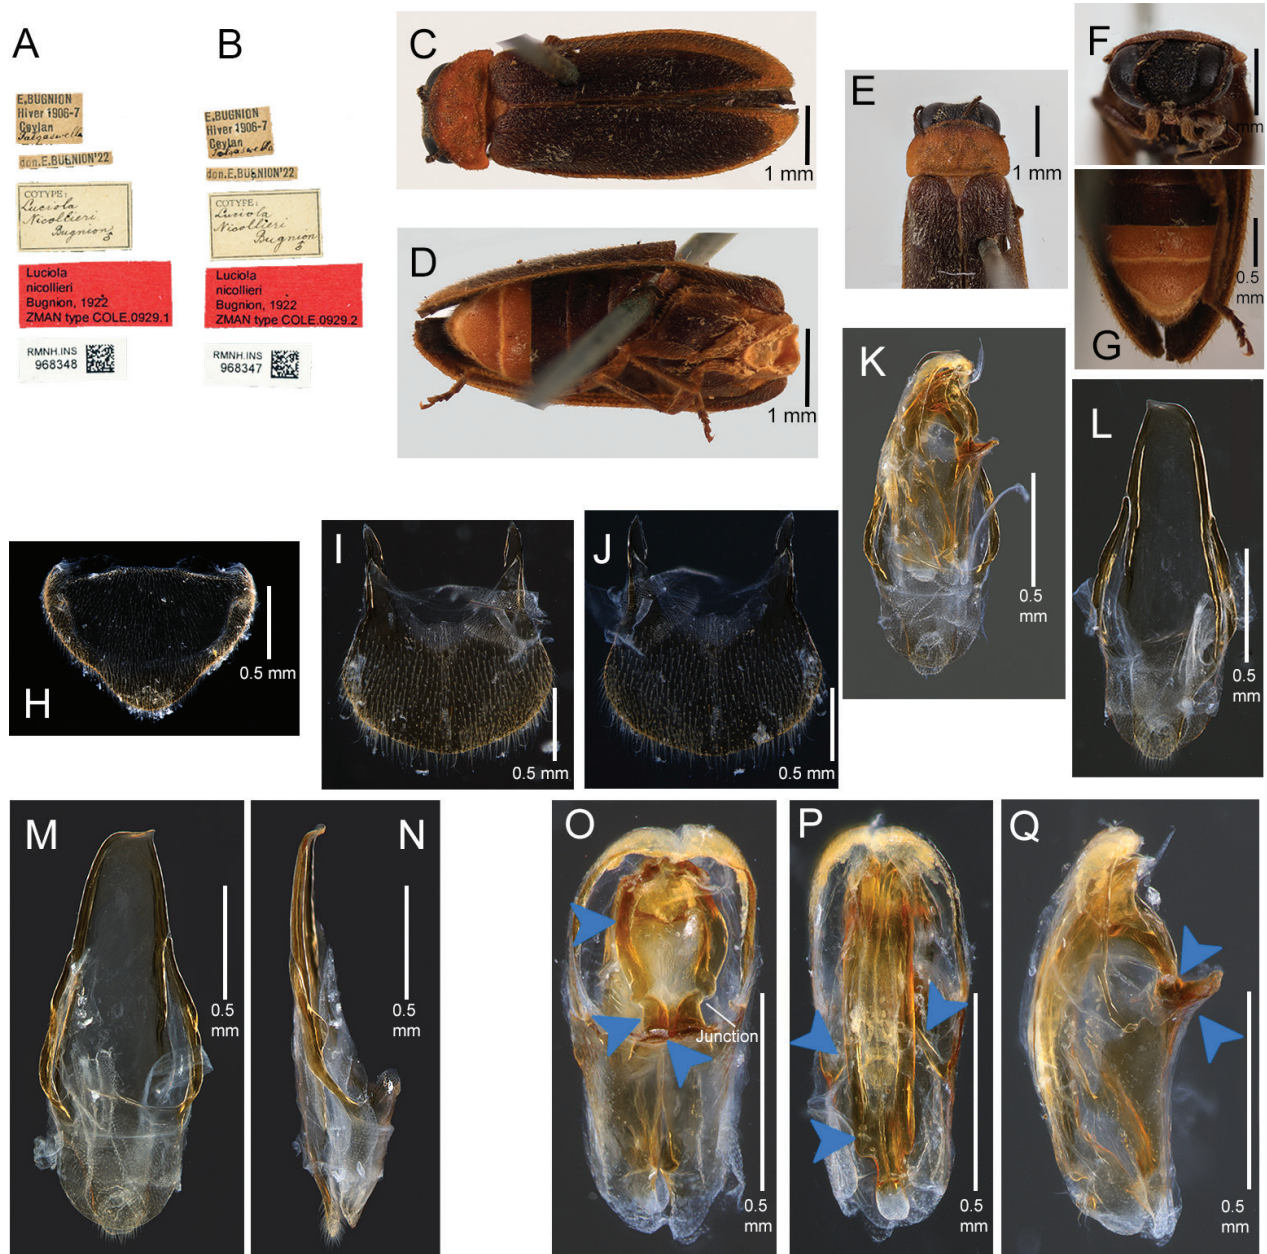 A
E.BUGNION
Hiver 1906-7
Ceylan
don.E.BUGNION'22
COTYPE:
Luciola
Nicollieri
Bugnion
♂
Luciola
nicollieri
Bugnion, 1922
ZMAN type COLE.0929.1
RMNH.INS
968348
B
E.BUGNION
Hiver 1906-7
Ceylan
don.E.BUGNION'22
COTYPE:
Luciola
Nicollieri
Bugnion
♂
Luciola
nicollieri
Bugnion, 1922
ZMAN type COLE.0929.2
RMNH.INS
968347
C
1 mm
D
1 mm
E
1 mm
F
mm
G
0.5
mm
H
0.5 mm
I
0.5 mm
J
0.5 mm
K
0.5
mm
L
0.5
mm
M
0.5
mm
N
0.5
mm
O
Junction
0.5
mm
P
0.5
mm
Q
0.5
mm